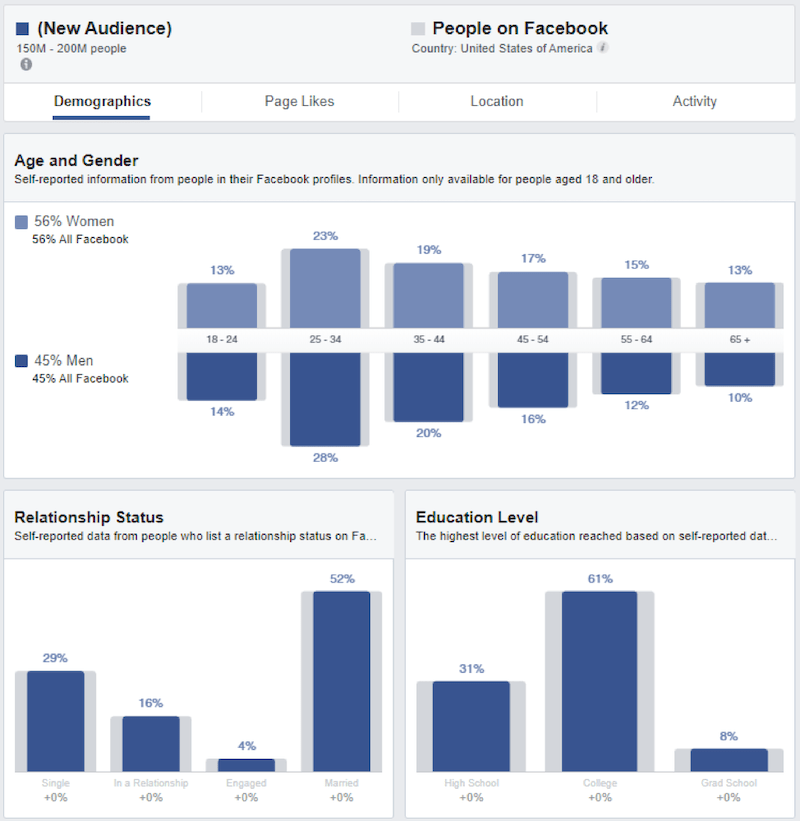 (New Audience)
150M - 200M people
People on Facebook
Country: United States of America
Demographics
Page Likes
Location
Activity
Age and Gender
Self-reported information from people in their Facebook profiles. Information only available for people aged 18 and older.
56% Women
56% All Facebook
13%
23%
19%
17%
15%
13%
18 - 24
25 - 34
35 - 44
45 - 54
55 - 64
65 +
45% Men
45% All Facebook
14%
28%
20%
16%
12%
10%
Relationship Status
Self-reported data from people who list a relationship status on Fa...
29%
16%
4%
52%
Single
In a Relationship
Engaged
Married
+0%
+0%
+0%
+0%
Education Level
The highest level of education reached based on self-reported dat...
31%
61%
8%
High School
College
Grad School
+0%
+0%
+0%